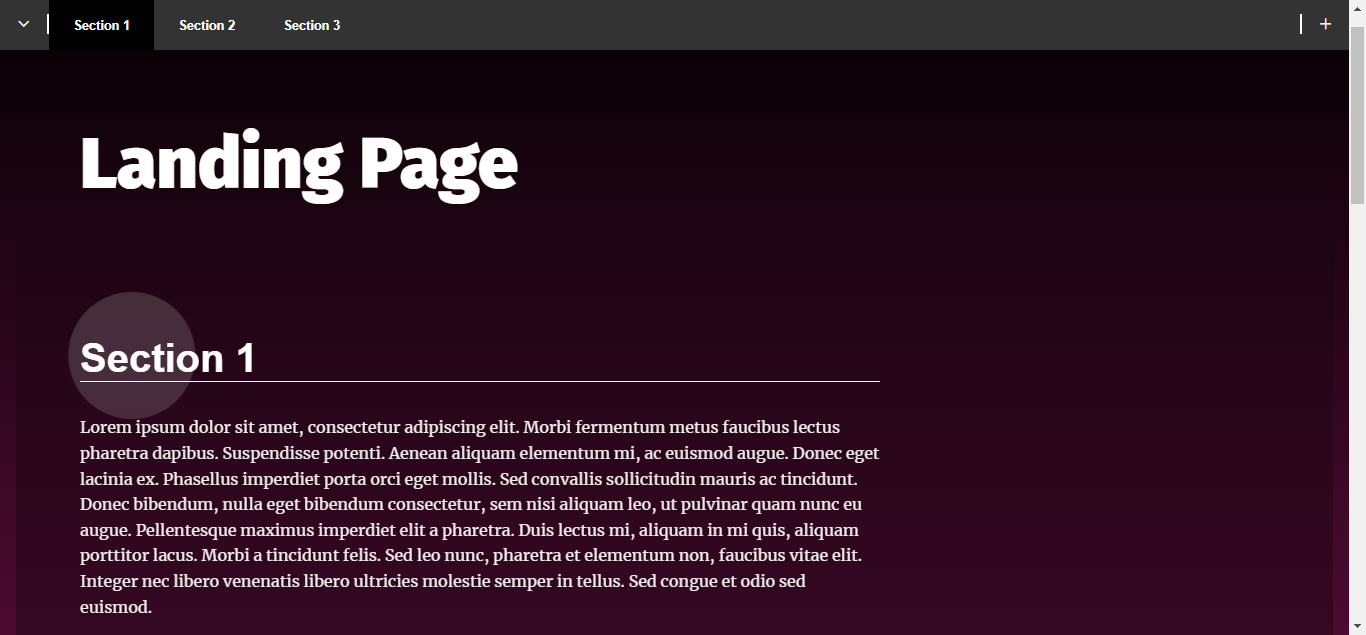 Section 1 Section 2 Section 3 +
Landing Page
Section 1
Lorem ipsum dolor sit amet, consectetur adipiscing elit. Morbi fermentum metus faucibus lectus
pharetra dapibus. Suspendisse potenti. Aenean aliquam elementum mi, ac euismod augue. Donec eget
lacinia ex. Phasellus imperdiet porta orci eget mollis. Sed convallis sollicitudin mauris ac tincidunt.
Donec bibendum, nulla eget bibendum consectetur, sem nisi aliquam leo, ut pulvinar quam nunc eu
augue. Pellentesque maximus imperdiet elit a pharetra. Duis lectus mi, aliquam in mi quis, aliquam
porttitor lacus. Morbi a tincidunt felis. Sed leo nunc, pharetra et elementum non, faucibus vitae elit.
Integer nec libero venenatis libero ultricies molestie semper in tellus. Sed congue et odio sed
euismod.